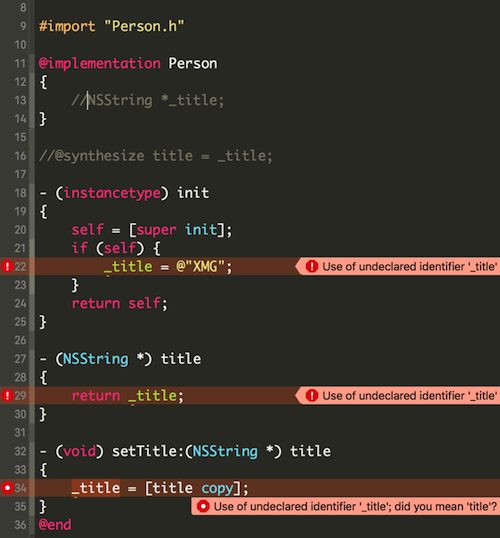 8
9 #import "Person.h"
10
11 @implementation Person
12 {
13 //NSString *_title;
14 }
15
16 //@synthesize title = _title;
17
18 - (instancetype) init
19 {
20 self = [super init];
21 if (self) {
22 _title = @"XMG"; Use of undeclared identifier '_title'
23 }
24 return self;
25 }
26
27 - (NSString *) title
28 {
29 return _title; Use of undeclared identifier '_title'
30 }
31
32 - (void) setTitle:(NSString *) title
33 {
34 _title = [title copy];
35 } Use of undeclared identifier '_title'; did you mean 'title'?
36 @end